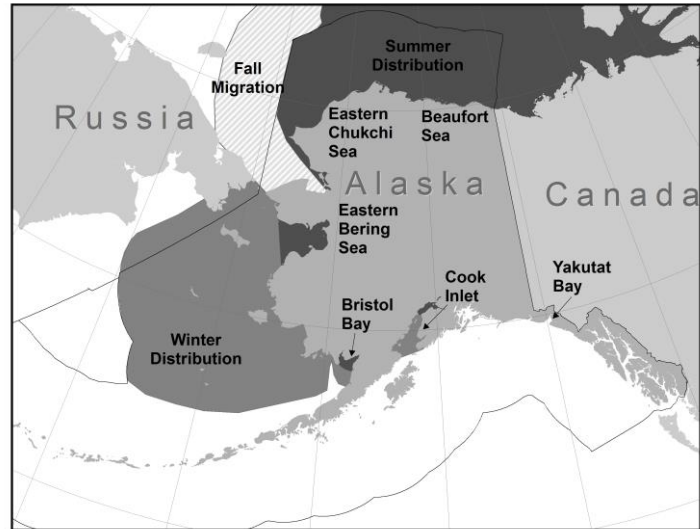 Summer
Distribution
Fall
Migration
Russia
Eastern
Chukchi
Sea
Beaufort
Sea
Alaska
Canada
Eastern
Bering
Sea
Cook
Inlet
Yakutat
Bay
Bristol
Bay
Winter
Distribution